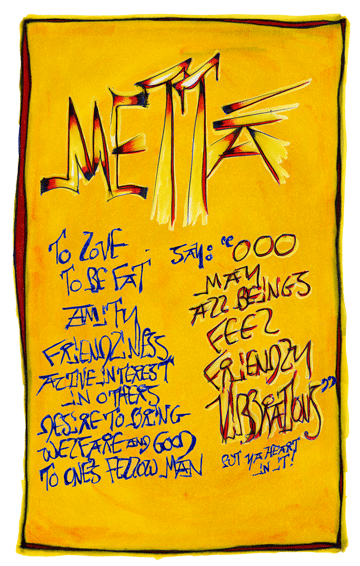 METTA
TO LOVE
TO BE FAT
AMITY
FRIENDLINESS
ACTIVE INTEREST
IN OTHERS
DESIRE TO BRING
WELFARE AND GOOD
TO ONES FELLOW MAN
SAY: "OOO
MAY
ALL BEINGS
FEEL
FRIENDLY
VIBRATIONS"
PUT YA HEART
IN IT!